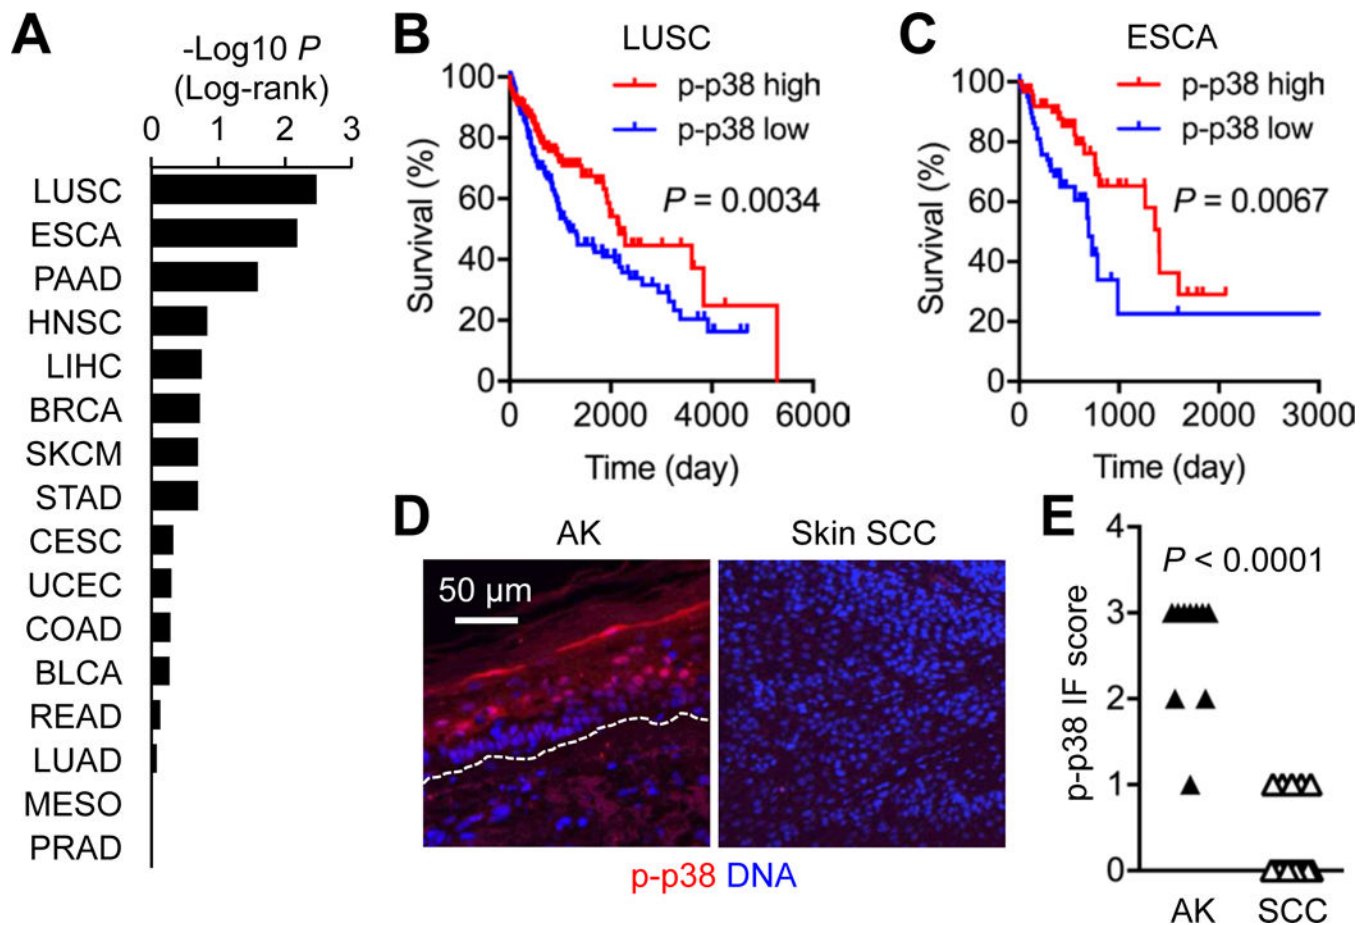 A
-Log10 P
(Log-rank)
0 1 2 3
LUSC
ESCA
PAAD
HNSC
LIHC
BRCA
SKCM
STAD
CESC
UCEC
COAD
BLCA
READ
LUAD
MESO
PRAD
B
LUSC
p-p38 high
p-p38 low
P = 0.0034
Survival (%)
100
80
60
40
20
0
0 2000 4000 6000
Time (day)
C
ESCA
p-p38 high
p-p38 low
P = 0.0067
Survival (%)
100
80
60
40
20
0
0 1000 2000 3000
Time (day)
D
AK Skin SCC
50 µm
p-p38 DNA
E
P < 0.0001
p-p38 IF score
4
3
2
1
0
AK SCC